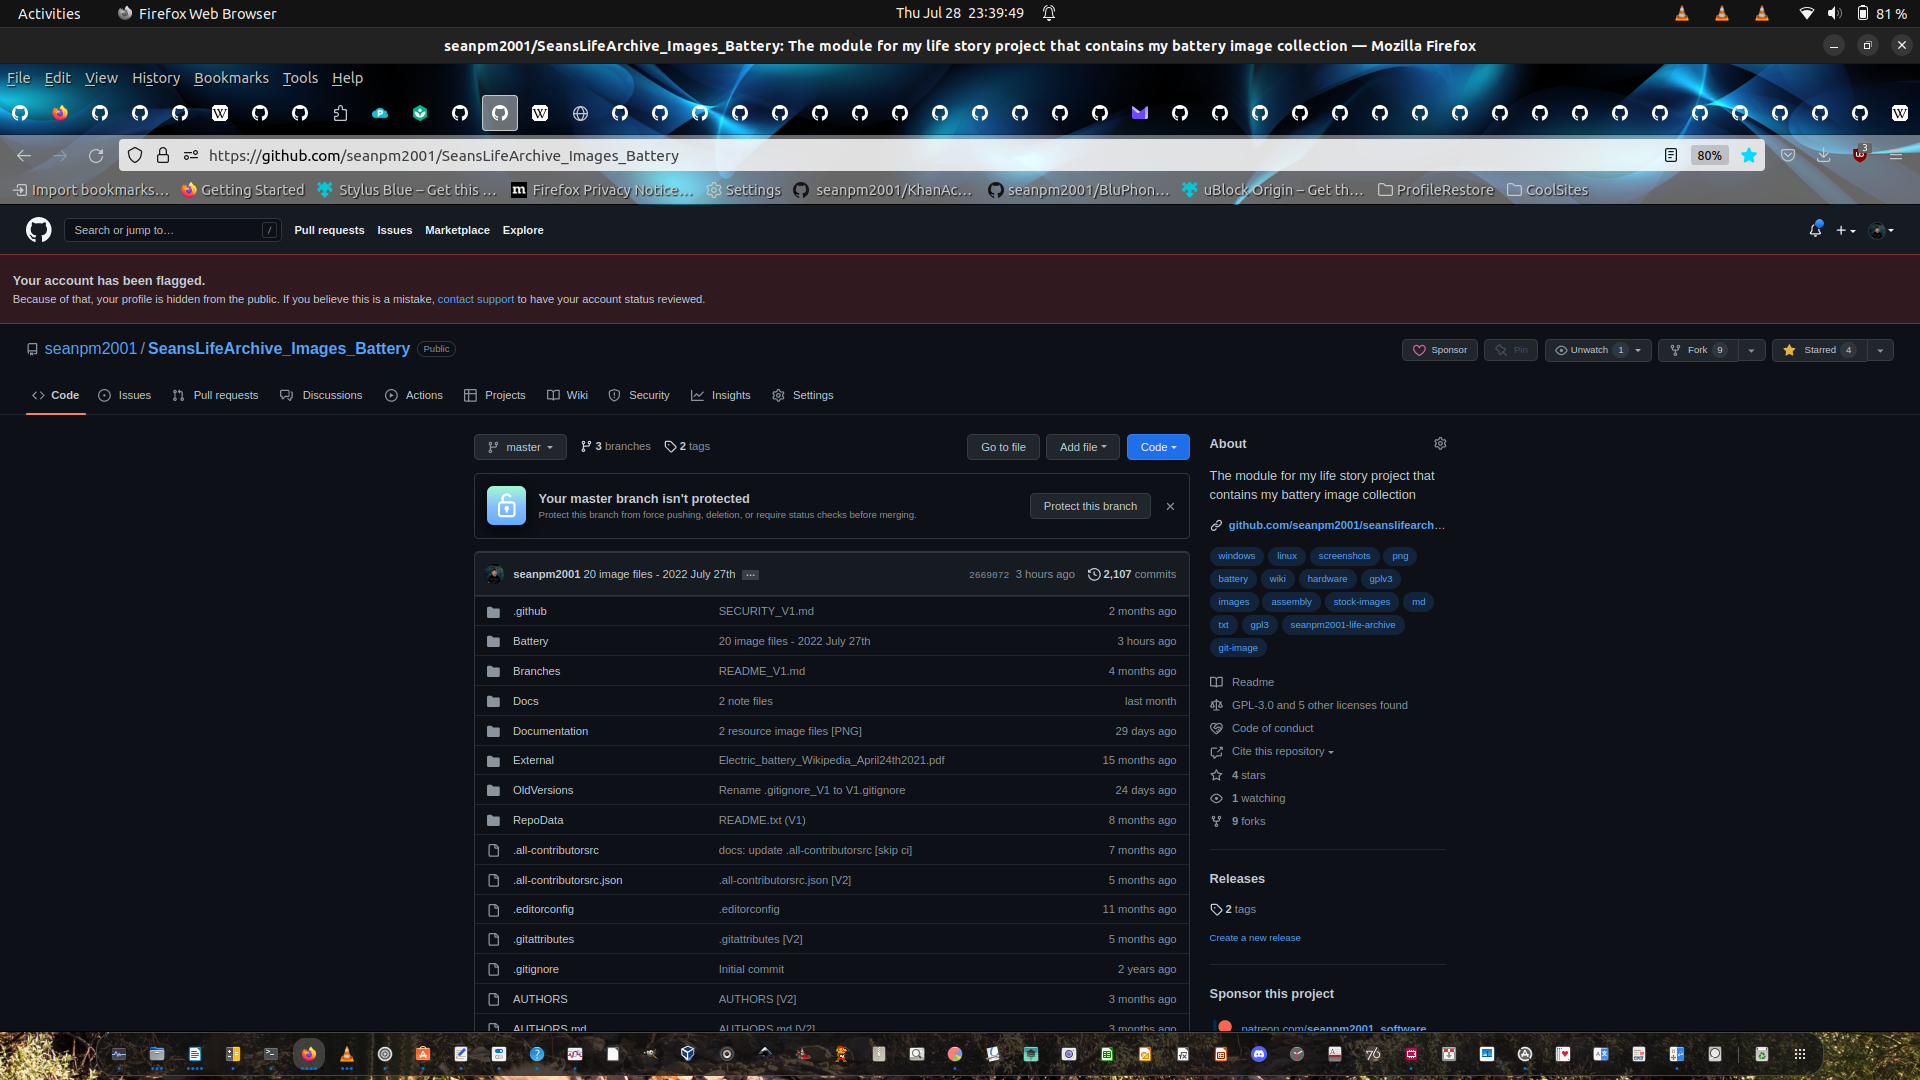 Activities
Firefox Web Browser
Thu Jul 28 23:39:49
81 %
seanpm2001/SeansLifeArchive_Images_Battery: The module for my life story project that contains my battery image collection — Mozilla Firefox
File Edit View History Bookmarks Tools Help
https://github.com/seanpm2001/SeansLifeArchive_Images_Battery
80%
3
Import bookmarks… Getting Started Stylus Blue – Get this … Firefox Privacy Notice… Settings seanpm2001/KhanAc… seanpm2001/BluPhon… uBlock Origin – Get th… ProfileRestore CoolSites
Search or jump to… /
Pull requests Issues Marketplace Explore
Your account has been flagged.
Because of that, your profile is hidden from the public. If you believe this is a mistake, contact support to have your account status reviewed.
seanpm2001 / SeansLifeArchive_Images_Battery Public
Sponsor Pin Unwatch 1 Fork 9 Starred 4
Code Issues Pull requests Discussions Actions Projects Wiki Security Insights Settings
master 3 branches 2 tags
Go to file Add file Code
Your master branch isn't protected
Protect this branch from force pushing, deletion, or require status checks before merging.
Protect this branch
seanpm2001 20 image files - 2022 July 27th … 2669072 3 hours ago 2,107 commits
.github SECURITY_V1.md 2 months ago
Battery 20 image files - 2022 July 27th 3 hours ago
Branches README_V1.md 4 months ago
Docs 2 note files last month
Documentation 2 resource image files [PNG] 29 days ago
External Electric_battery_Wikipedia_April24th2021.pdf 15 months ago
OldVersions Rename .gitignore_V1 to V1.gitignore 24 days ago
RepoData README.txt (V1) 8 months ago
.all-contributorsrc docs: update .all-contributorsrc [skip ci] 7 months ago
.all-contributorsrc.json .all-contributorsrc.json [V2] 5 months ago
.editorconfig .editorconfig 11 months ago
.gitattributes .gitattributes [V2] 5 months ago
.gitignore Initial commit 2 years ago
AUTHORS AUTHORS [V2] 3 months ago
AUTHORS.md AUTHORS.md [V2] 3 months ago
About
The module for my life story project that
contains my battery image collection
github.com/seanpm2001/seanslifearch…
windows linux screenshots png
battery wiki hardware gplv3
images assembly stock-images md
txt gpl3 seanpm2001-life-archive
git-image
Readme
GPL-3.0 and 5 other licenses found
Code of conduct
Cite this repository
4 stars
1 watching
9 forks
Releases
2 tags
Create a new release
Sponsor this project
patreon.com/seanpm2001_software